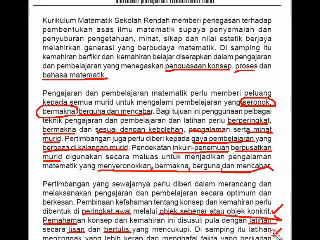 Kurikulum Matematik Sekolah Rendah memberi penegasan terhadap
pembentukan asas ilmu matematik supaya penyemaian dan
penyuburan pengetahuan, minat, sikap dan nilai estetik berjaya
melahirkan generasi yang berbudaya matematik. Di samping itu
kemahiran berfikir dan kemahiran belajar diserapkan dalam pengajaran
dan pembelajaran yang menegaskan penguasaan konsep, proses dan
bahasa matematik.
Pengajaran dan pembelajaran matematik perlu memberi peluang
kepada semua murid untuk mengalami pembelajaran yang seronok,
bermakna, berguna dan mencabar. Bagi tujuan ini penggunaan pelbagai
teknik pengajaran dan pembelajaran dan latihan perlu berperingkat,
bermakna dan sesuai dengan kebolehan, pengalaman serta minat
murid. Pertimbangan juga perlu diberi kepada gaya pembelajaran yang
berbeza di kalangan murid. Pendekatan inkuiri-penemuan berpusatkan
murid digunakan secara meluas untuk menjadikan pengalaman
matematik yang menyeronokkan, bermakna, berguna dan mencabar.
Pertimbangan yang sewajarnya perlu diberi dalam merancang dan
melaksanakan pengajaran dan pembelajaran secara optimum dan
berkesan. Pembinaan kefahaman tentang konsep dan kemahiran perlu
dibentuk di peringkat awal melalui objek sebenar atau objek konkrit.
Pemahaman konsep dan kemahiran ini disusuli pula dengan latihan
secara lisan dan bertulis yang mencukupi. Di samping itu latihan